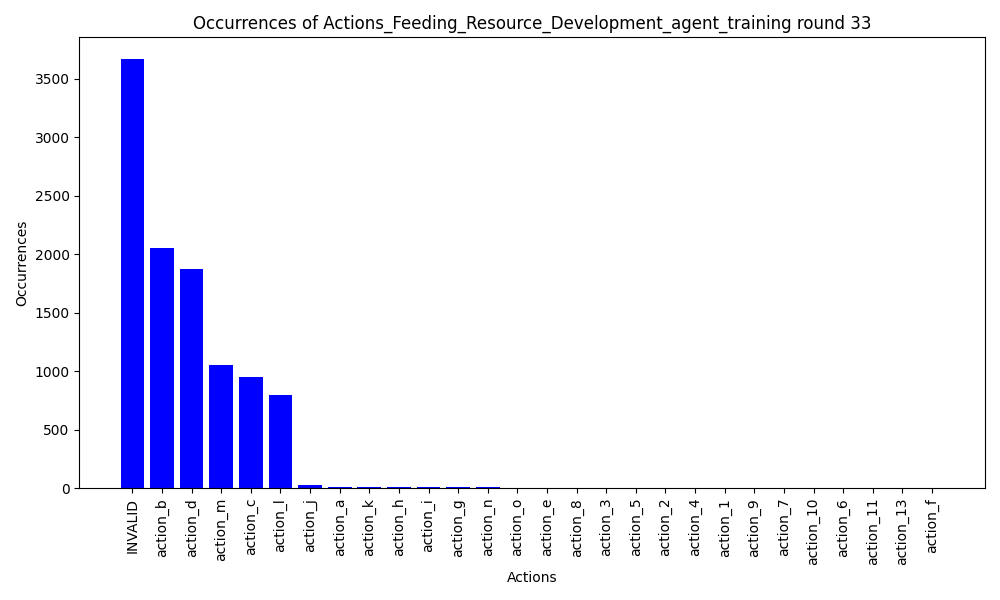 Occurrences of Actions_Feeding_Resource_Development_agent_training round 33
Occurrences
3500
3000
2500
2000
1500
1000
500
0
INVALID
action_b
action_d
action_m
action_c
action_l
action_j
action_a
action_k
action_h
action_i
action_g
action_n
action_o
action_e
action_8
action_3
action_5
action_2
action_4
action_1
action_9
action_7
action_10
action_6
action_11
action_13
action_f
Actions